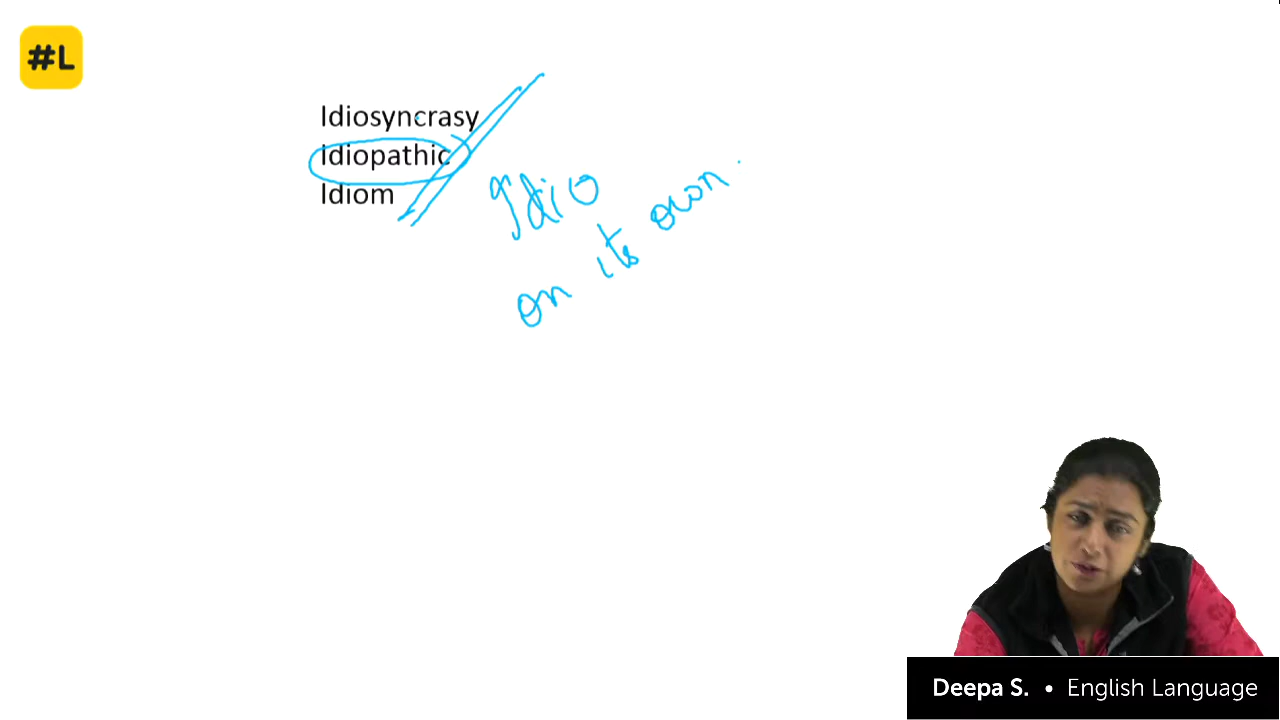 #L
Idiosyncrasy
Idiopathic
Idiom
Idio
on its own
Deepa S. • English Language